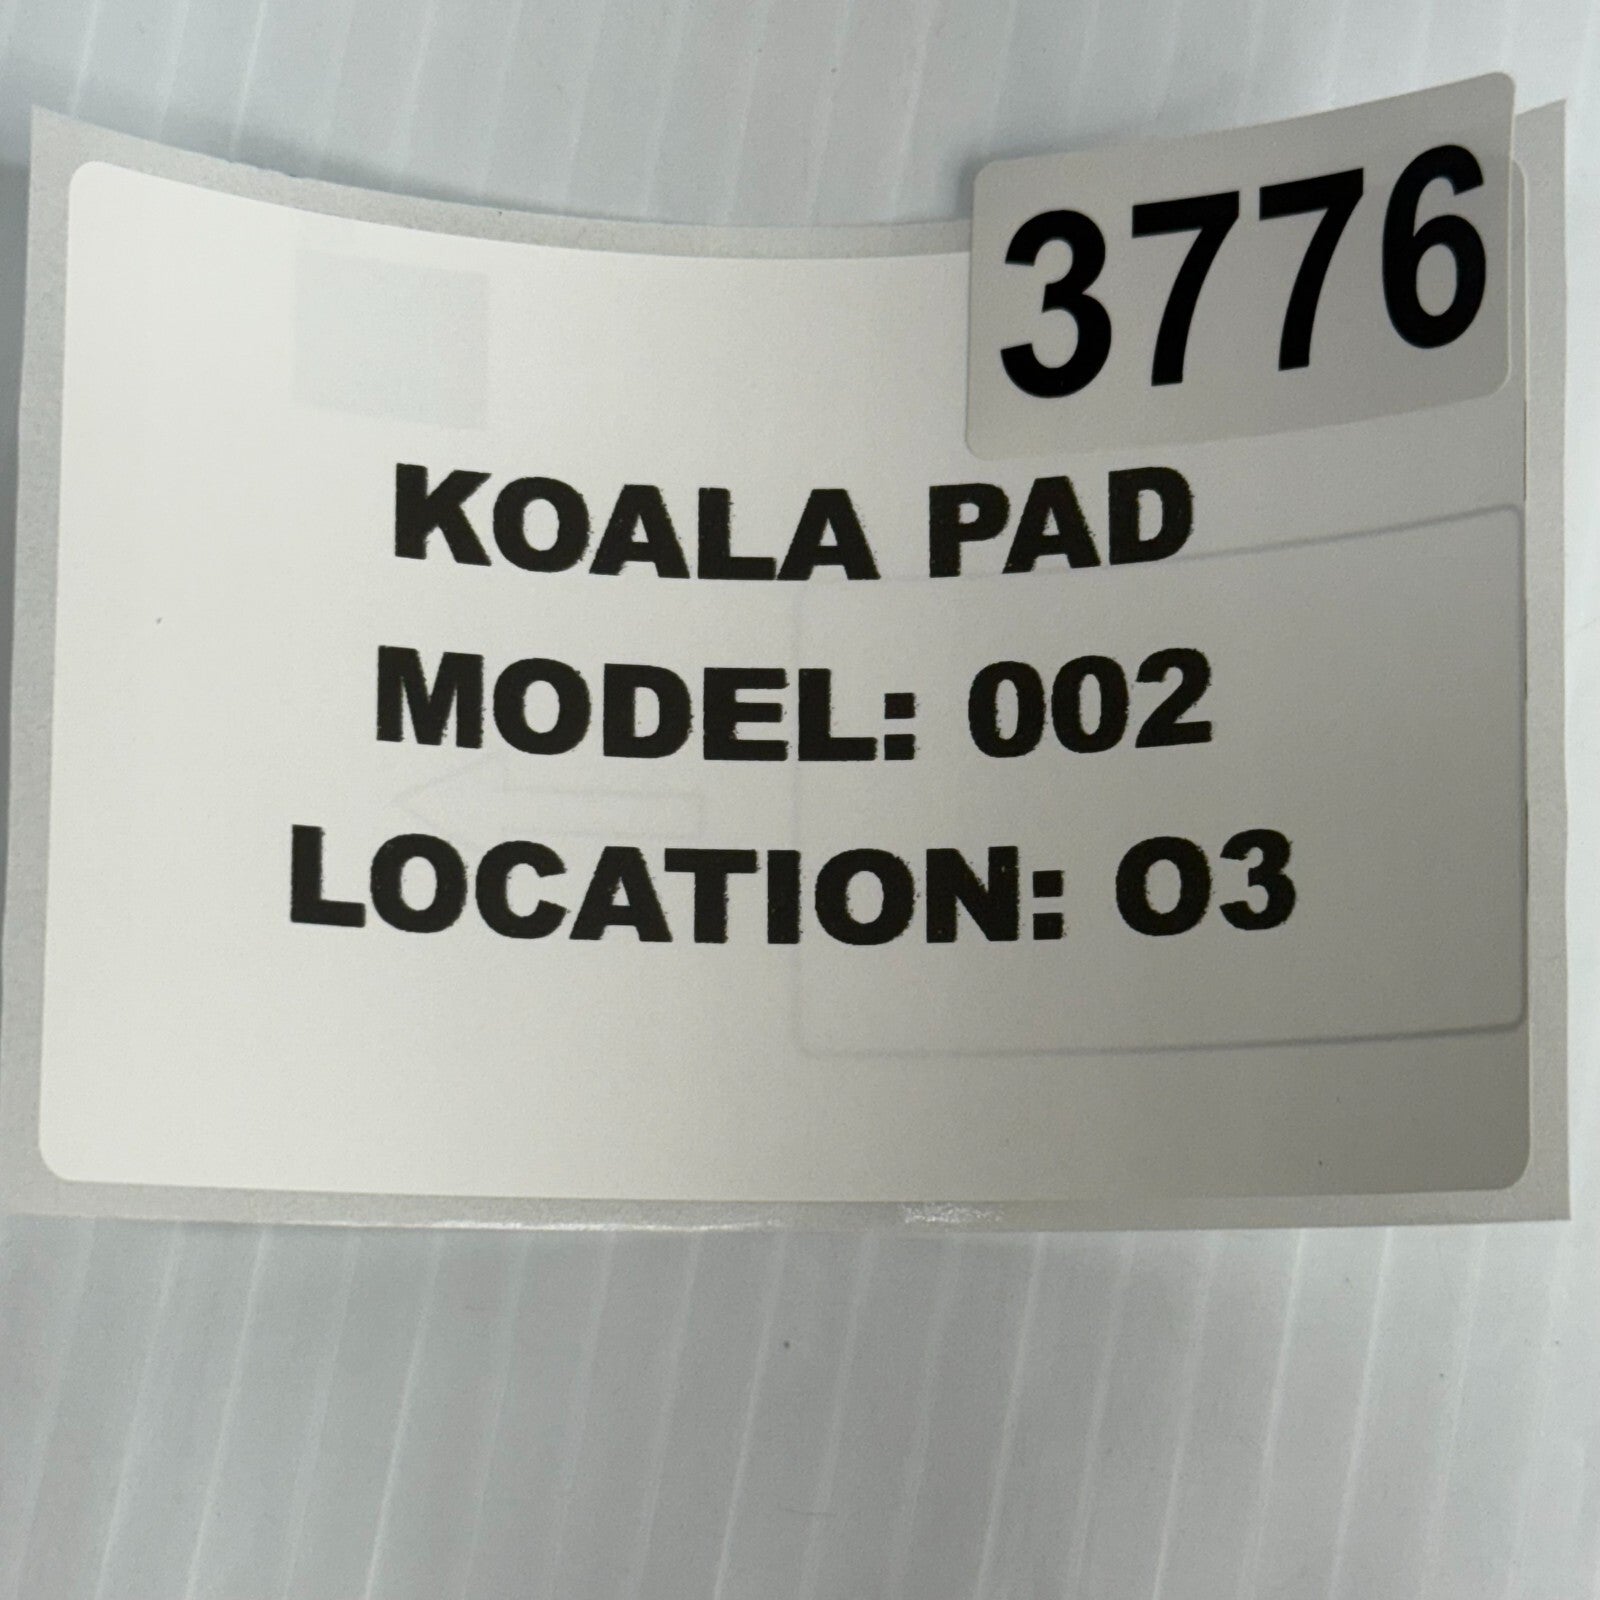 3776
KOALA PAD
MODEL: 002
LOCATION: O3